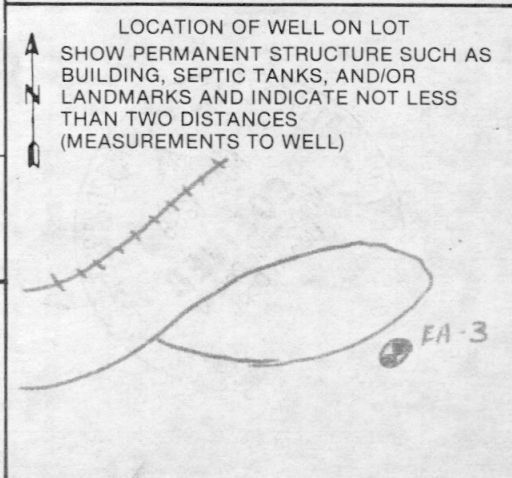 LOCATION OF WELL ON LOT
SHOW PERMANENT STRUCTURE SUCH AS
BUILDING, SEPTIC TANKS, AND/OR
N
LANDMARKS AND INDICATE NOT LESS
THAN TWO DISTANCES
(MEASUREMENTS TO WELL)
EA-3